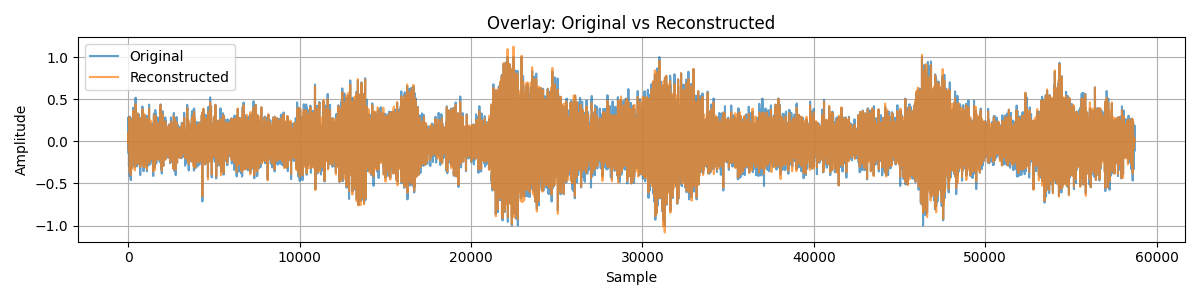 Overlay: Original vs Reconstructed
Original
Reconstructed
1.0
0.5
0.0
−0.5
−1.0
Amplitude
0 10000 20000 30000 40000 50000 60000
Sample